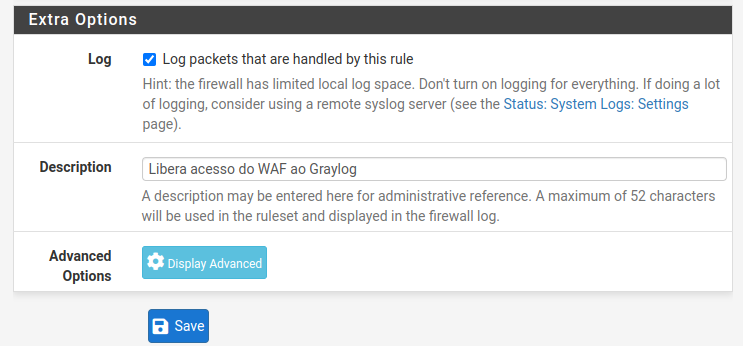 Extra Options
Log
Log packets that are handled by this rule
Hint: the firewall has limited local log space. Don't turn on logging for everything. If doing a lot
of logging, consider using a remote syslog server (see the Status: System Logs: Settings
page).
Description
Libera acesso do WAF ao Graylog
A description may be entered here for administrative reference. A maximum of 52 characters
will be used in the ruleset and displayed in the firewall log.
Advanced
Options
Display Advanced
Save